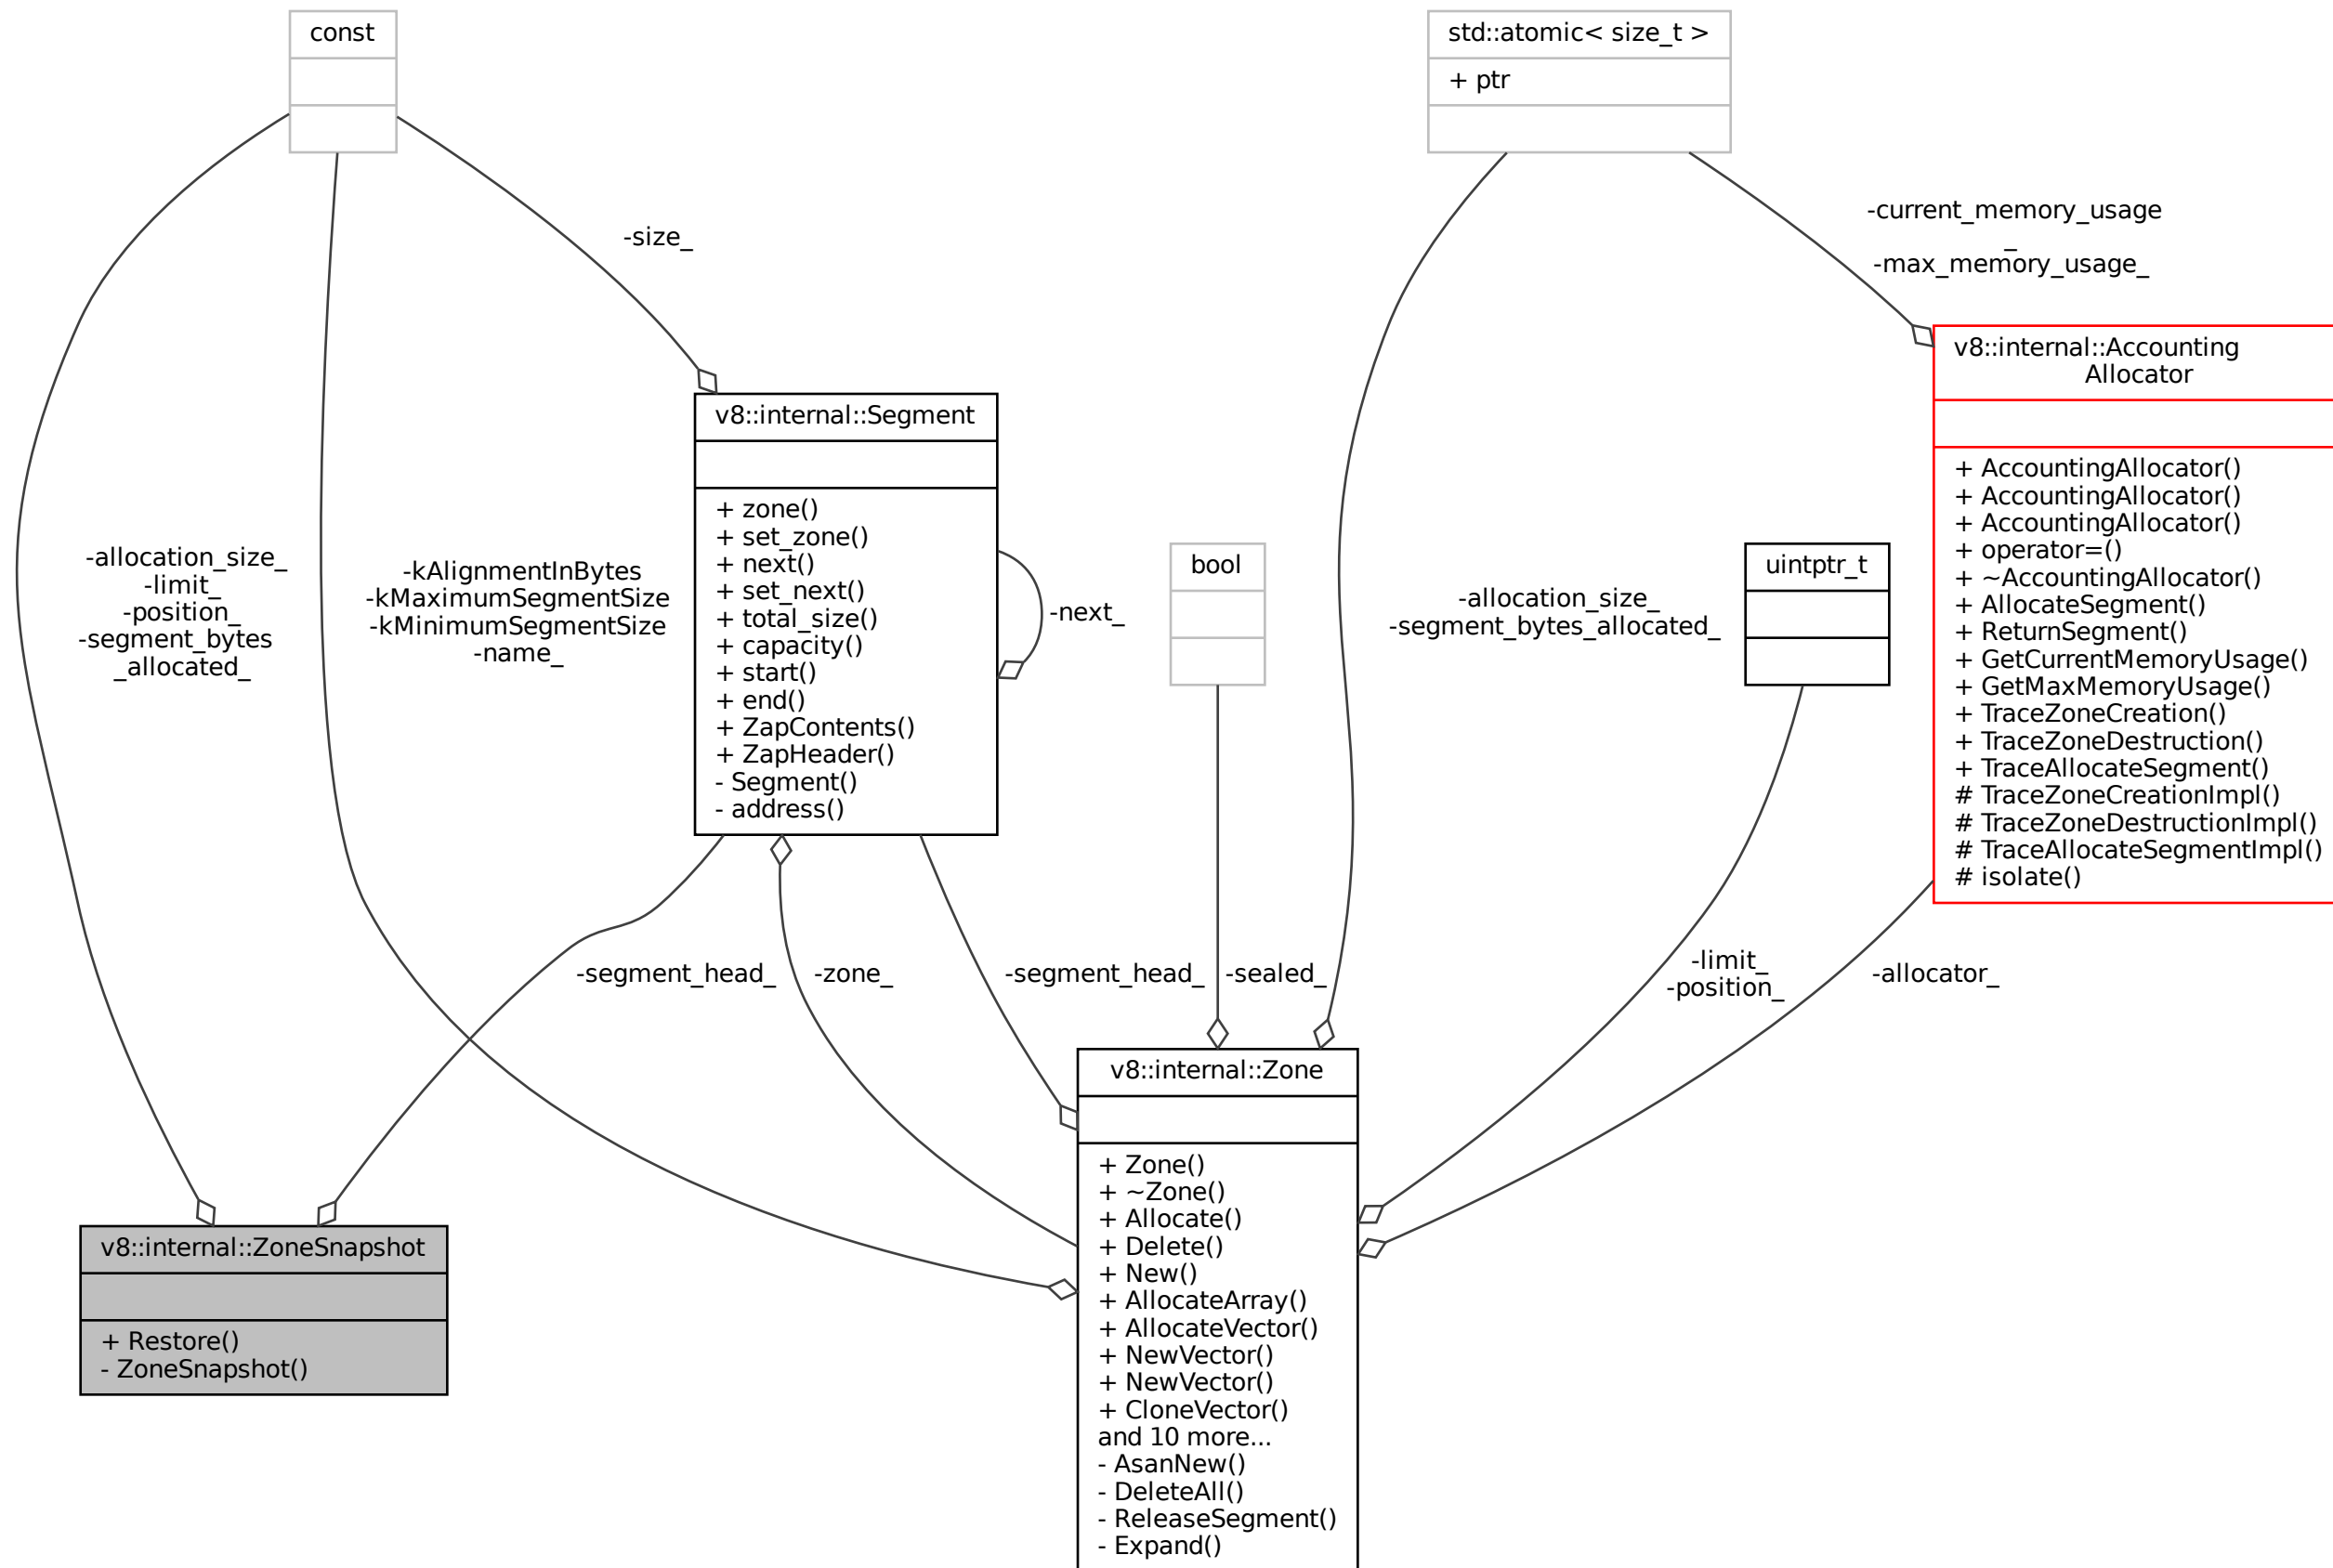 const
std::atomic< size_t >
+ ptr
-size_
-current_memory_usage
_
-max_memory_usage_
v8::internal::Accounting
Allocator
+ AccountingAllocator()
+ AccountingAllocator()
+ AccountingAllocator()
+ operator=()
+ ~AccountingAllocator()
+ AllocateSegment()
+ ReturnSegment()
+ GetCurrentMemoryUsage()
+ GetMaxMemoryUsage()
+ TraceZoneCreation()
+ TraceZoneDestruction()
+ TraceAllocateSegment()
# TraceZoneCreationImpl()
# TraceZoneDestructionImpl()
# TraceAllocateSegmentImpl()
# isolate()
v8::internal::Segment
+ zone()
+ set_zone()
+ next()
+ set_next()
+ total_size()
+ capacity()
+ start()
+ end()
+ ZapContents()
+ ZapHeader()
- Segment()
- address()
-next_
bool
uintptr_t
-allocation_size_
-limit_
-position_
-segment_bytes
_allocated_
-kAlignmentInBytes
-kMaximumSegmentSize
-kMinimumSegmentSize
-name_
-allocation_size_
-segment_bytes_allocated_
-segment_head_
-zone_
-segment_head_
-sealed_
-limit_
-position_
-allocator_
v8::internal::Zone
+ Zone()
+ ~Zone()
+ Allocate()
+ Delete()
+ New()
+ AllocateArray()
+ AllocateVector()
+ NewVector()
+ NewVector()
+ CloneVector()
and 10 more...
- AsanNew()
- DeleteAll()
- ReleaseSegment()
- Expand()
v8::internal::ZoneSnapshot
+ Restore()
- ZoneSnapshot()